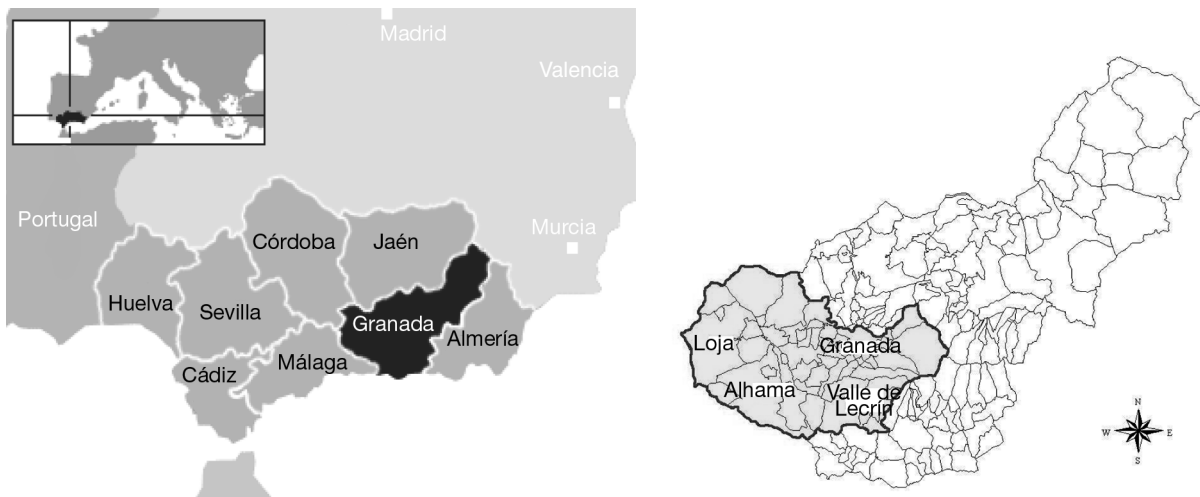 Madrid
Valencia
Portugal
Murcia
Córdoba
Jaén
Huelva
Sevilla
Granada
Almería
Málaga
Cádiz
Loja
Granada
Alhama
Valle de
Lecrín
N
W
E
S